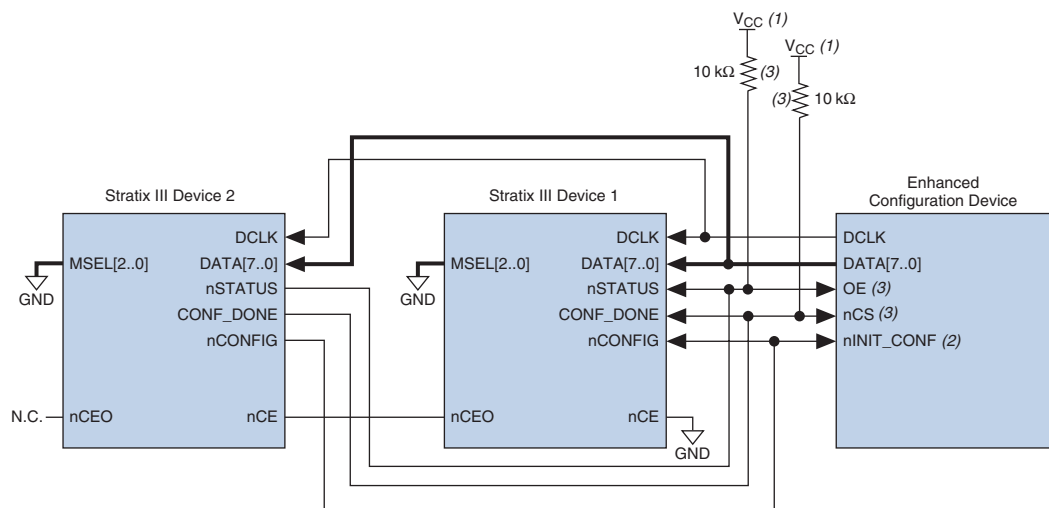 VCC (1)
VCC (1)
10 kΩ
(3)
(3)
10 kΩ
Stratix III Device 2
DCLK
MSEL[2..0]
DATA[7..0]
GND
nSTATUS
CONF_DONE
nCONFIG
N.C.
nCEO
nCE
Stratix III Device 1
DCLK
MSEL[2..0]
DATA[7..0]
GND
nSTATUS
CONF_DONE
nCONFIG
nCEO
nCE
GND
Enhanced
Configuration Device
DCLK
DATA[7..0]
OE (3)
nCS (3)
nINIT_CONF (2)